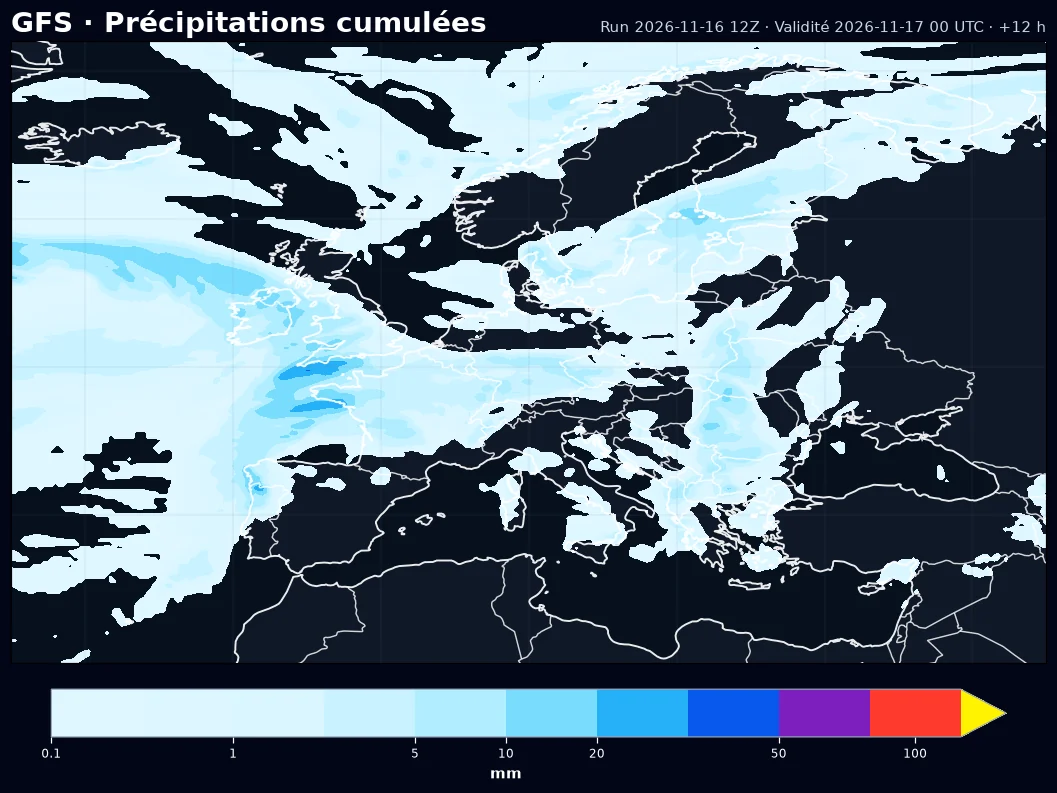 GFS · Précipitations cumulées
Run 2026-11-16 12Z · Validité 2026-11-17 00 UTC · +12 h
0.1 1 5 10 20 50 100
mm